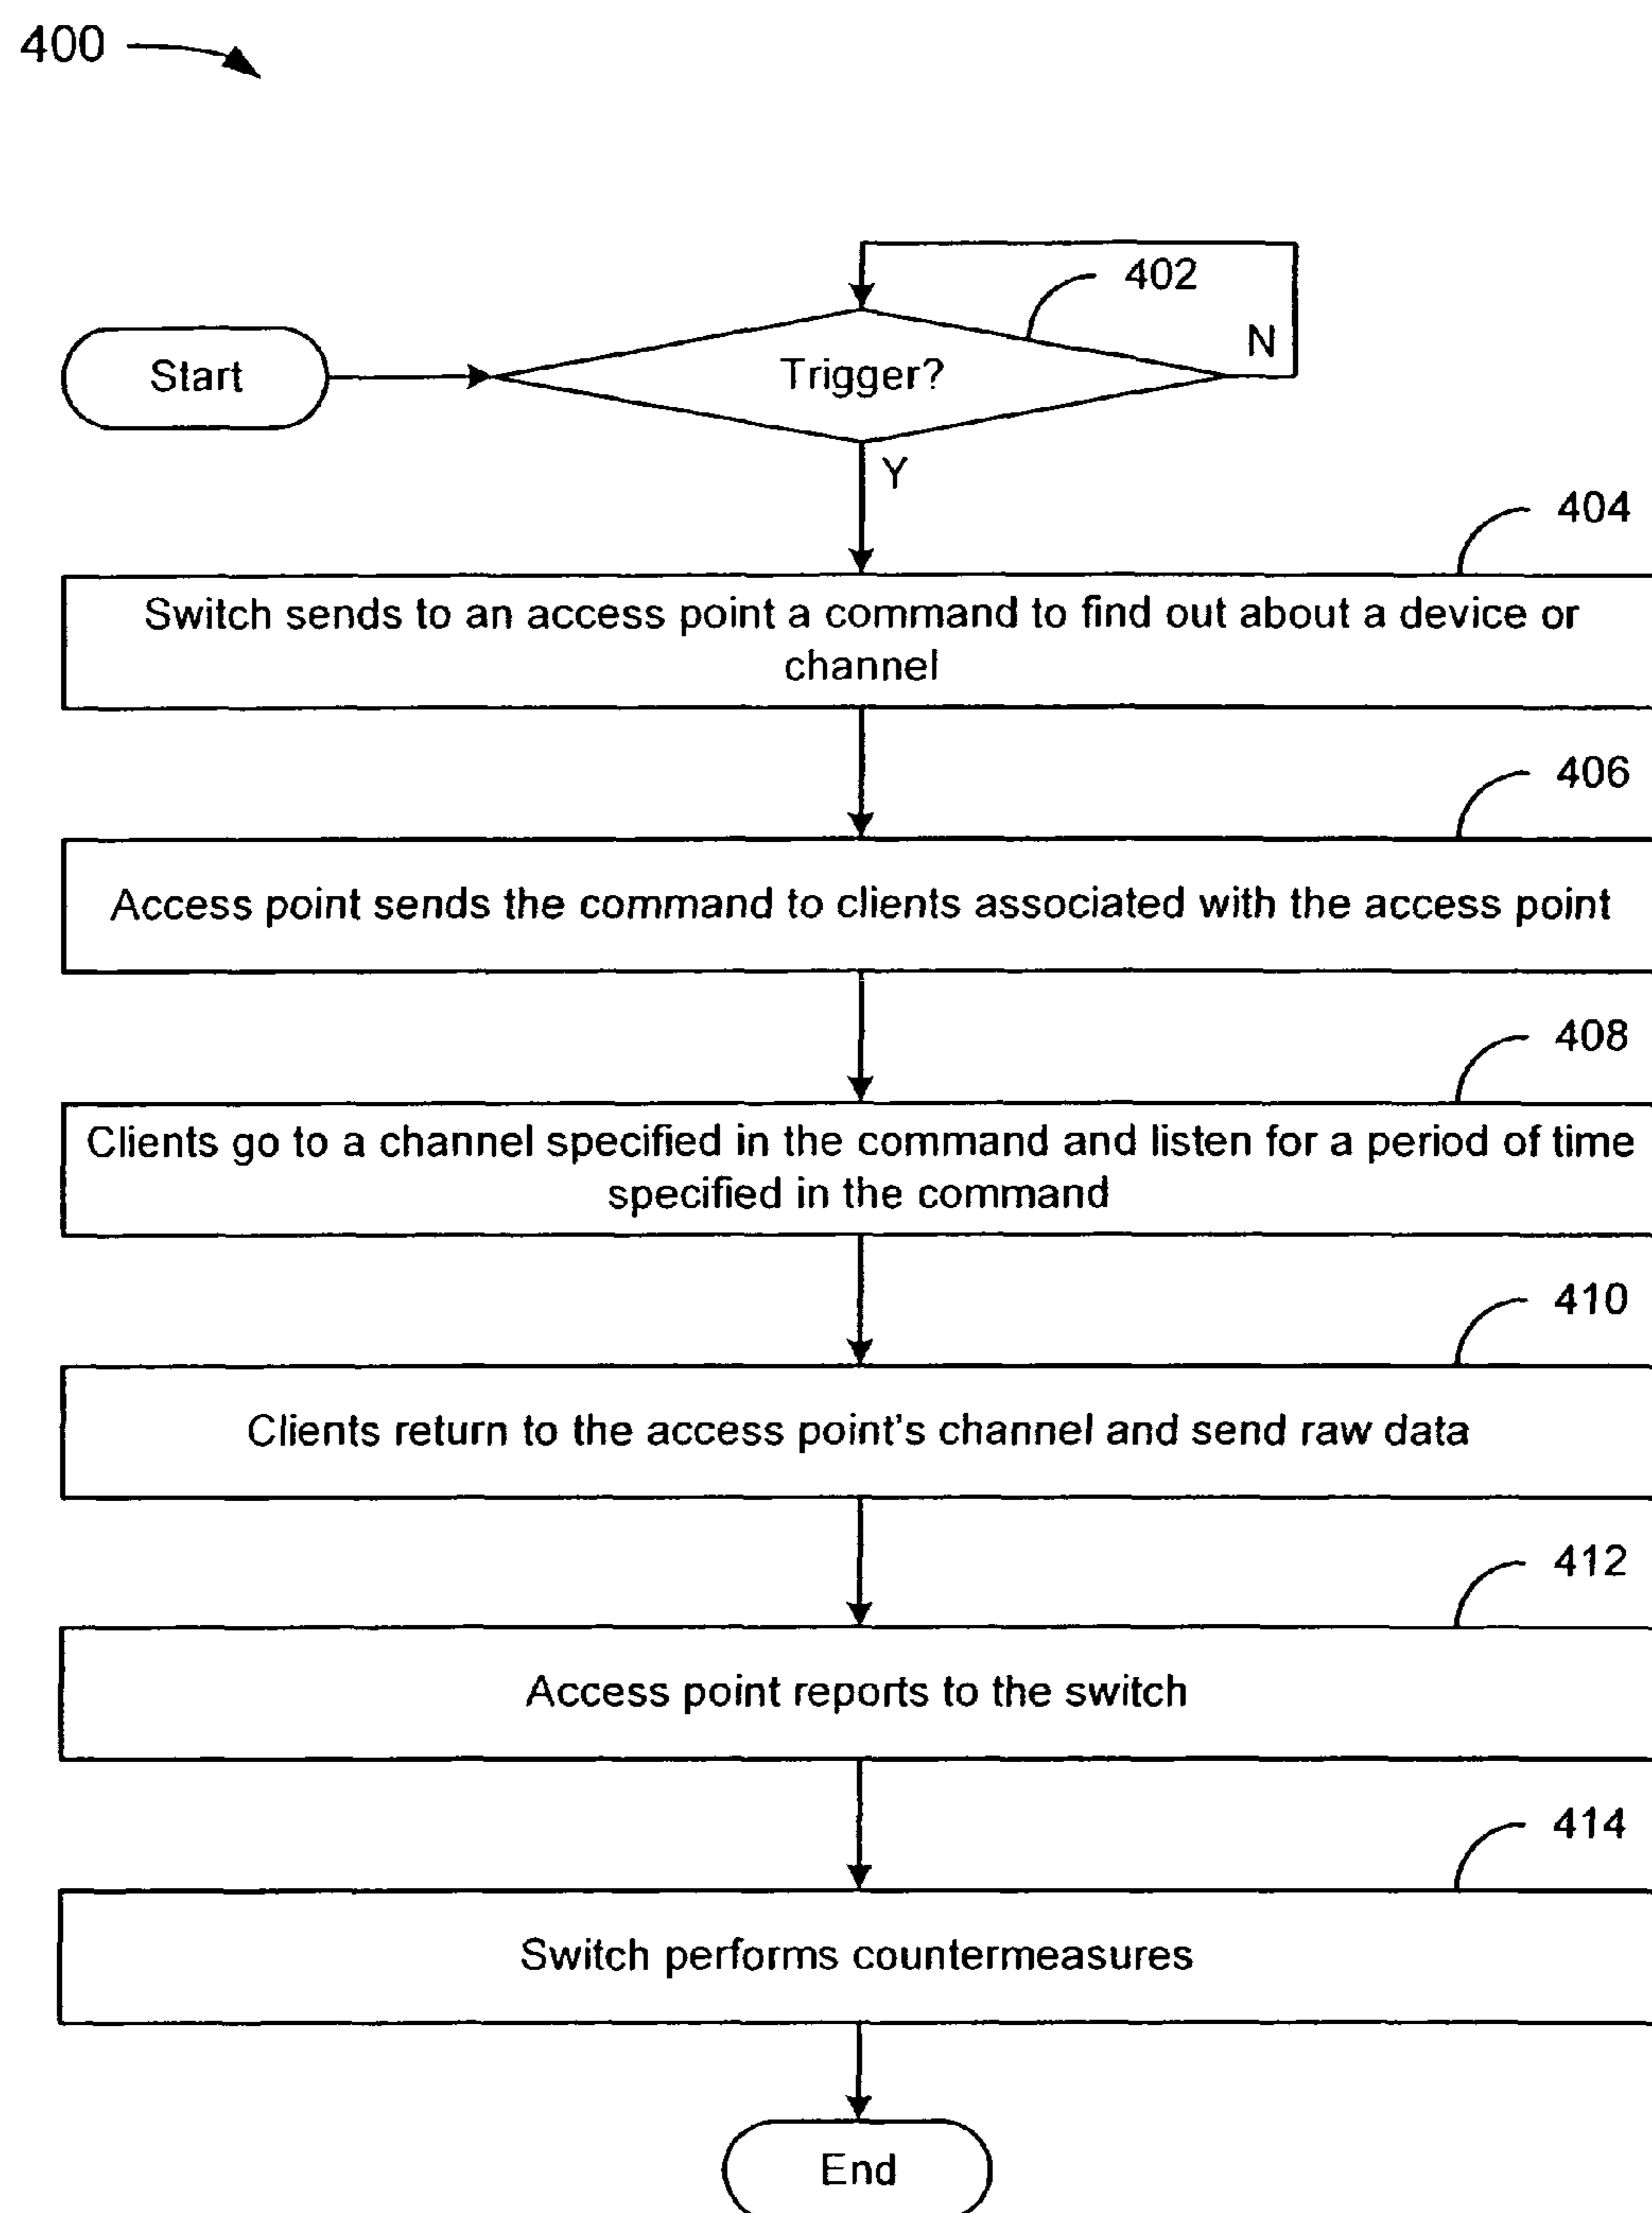 400
402
Start
Trigger?
N
Y
404
Switch sends to an access point a command to find out about a device or
channel
406
Access point sends the command to clients associated with the access point
408
Clients go to a channel specified in the command and listen for a period of time
specified in the command
410
Clients return to the access point's channel and send raw data
412
Access point reports to the switch
414
Switch performs countermeasures
End